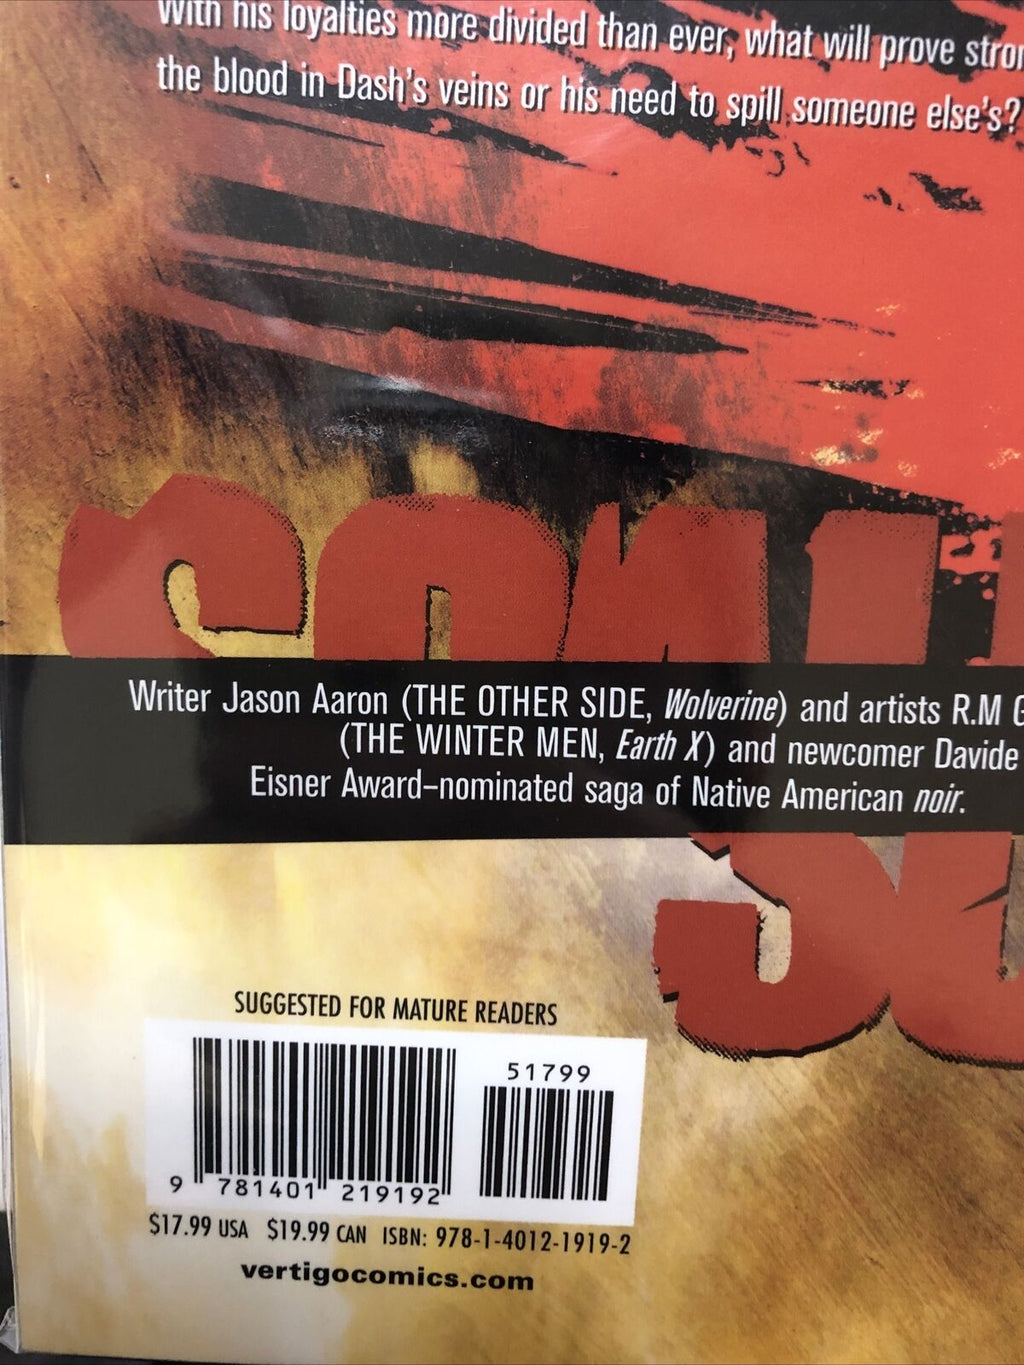 With his loyalties more divided than ever, what will prove
the blood in Dash's veins or his need to spill someone else's?
Writer Jason Aaron (THE OTHER SIDE, Wolverine) and artists R.M
(THE WINTER MEN, Earth X) and newcomer Davide
Eisner Award–nominated saga of Native American noir.
SUGGESTED FOR MATURE READERS
51799
9 781401 219192
$17.99 USA $19.99 CAN ISBN: 978-1-4012-1919-2
vertigocomics.com